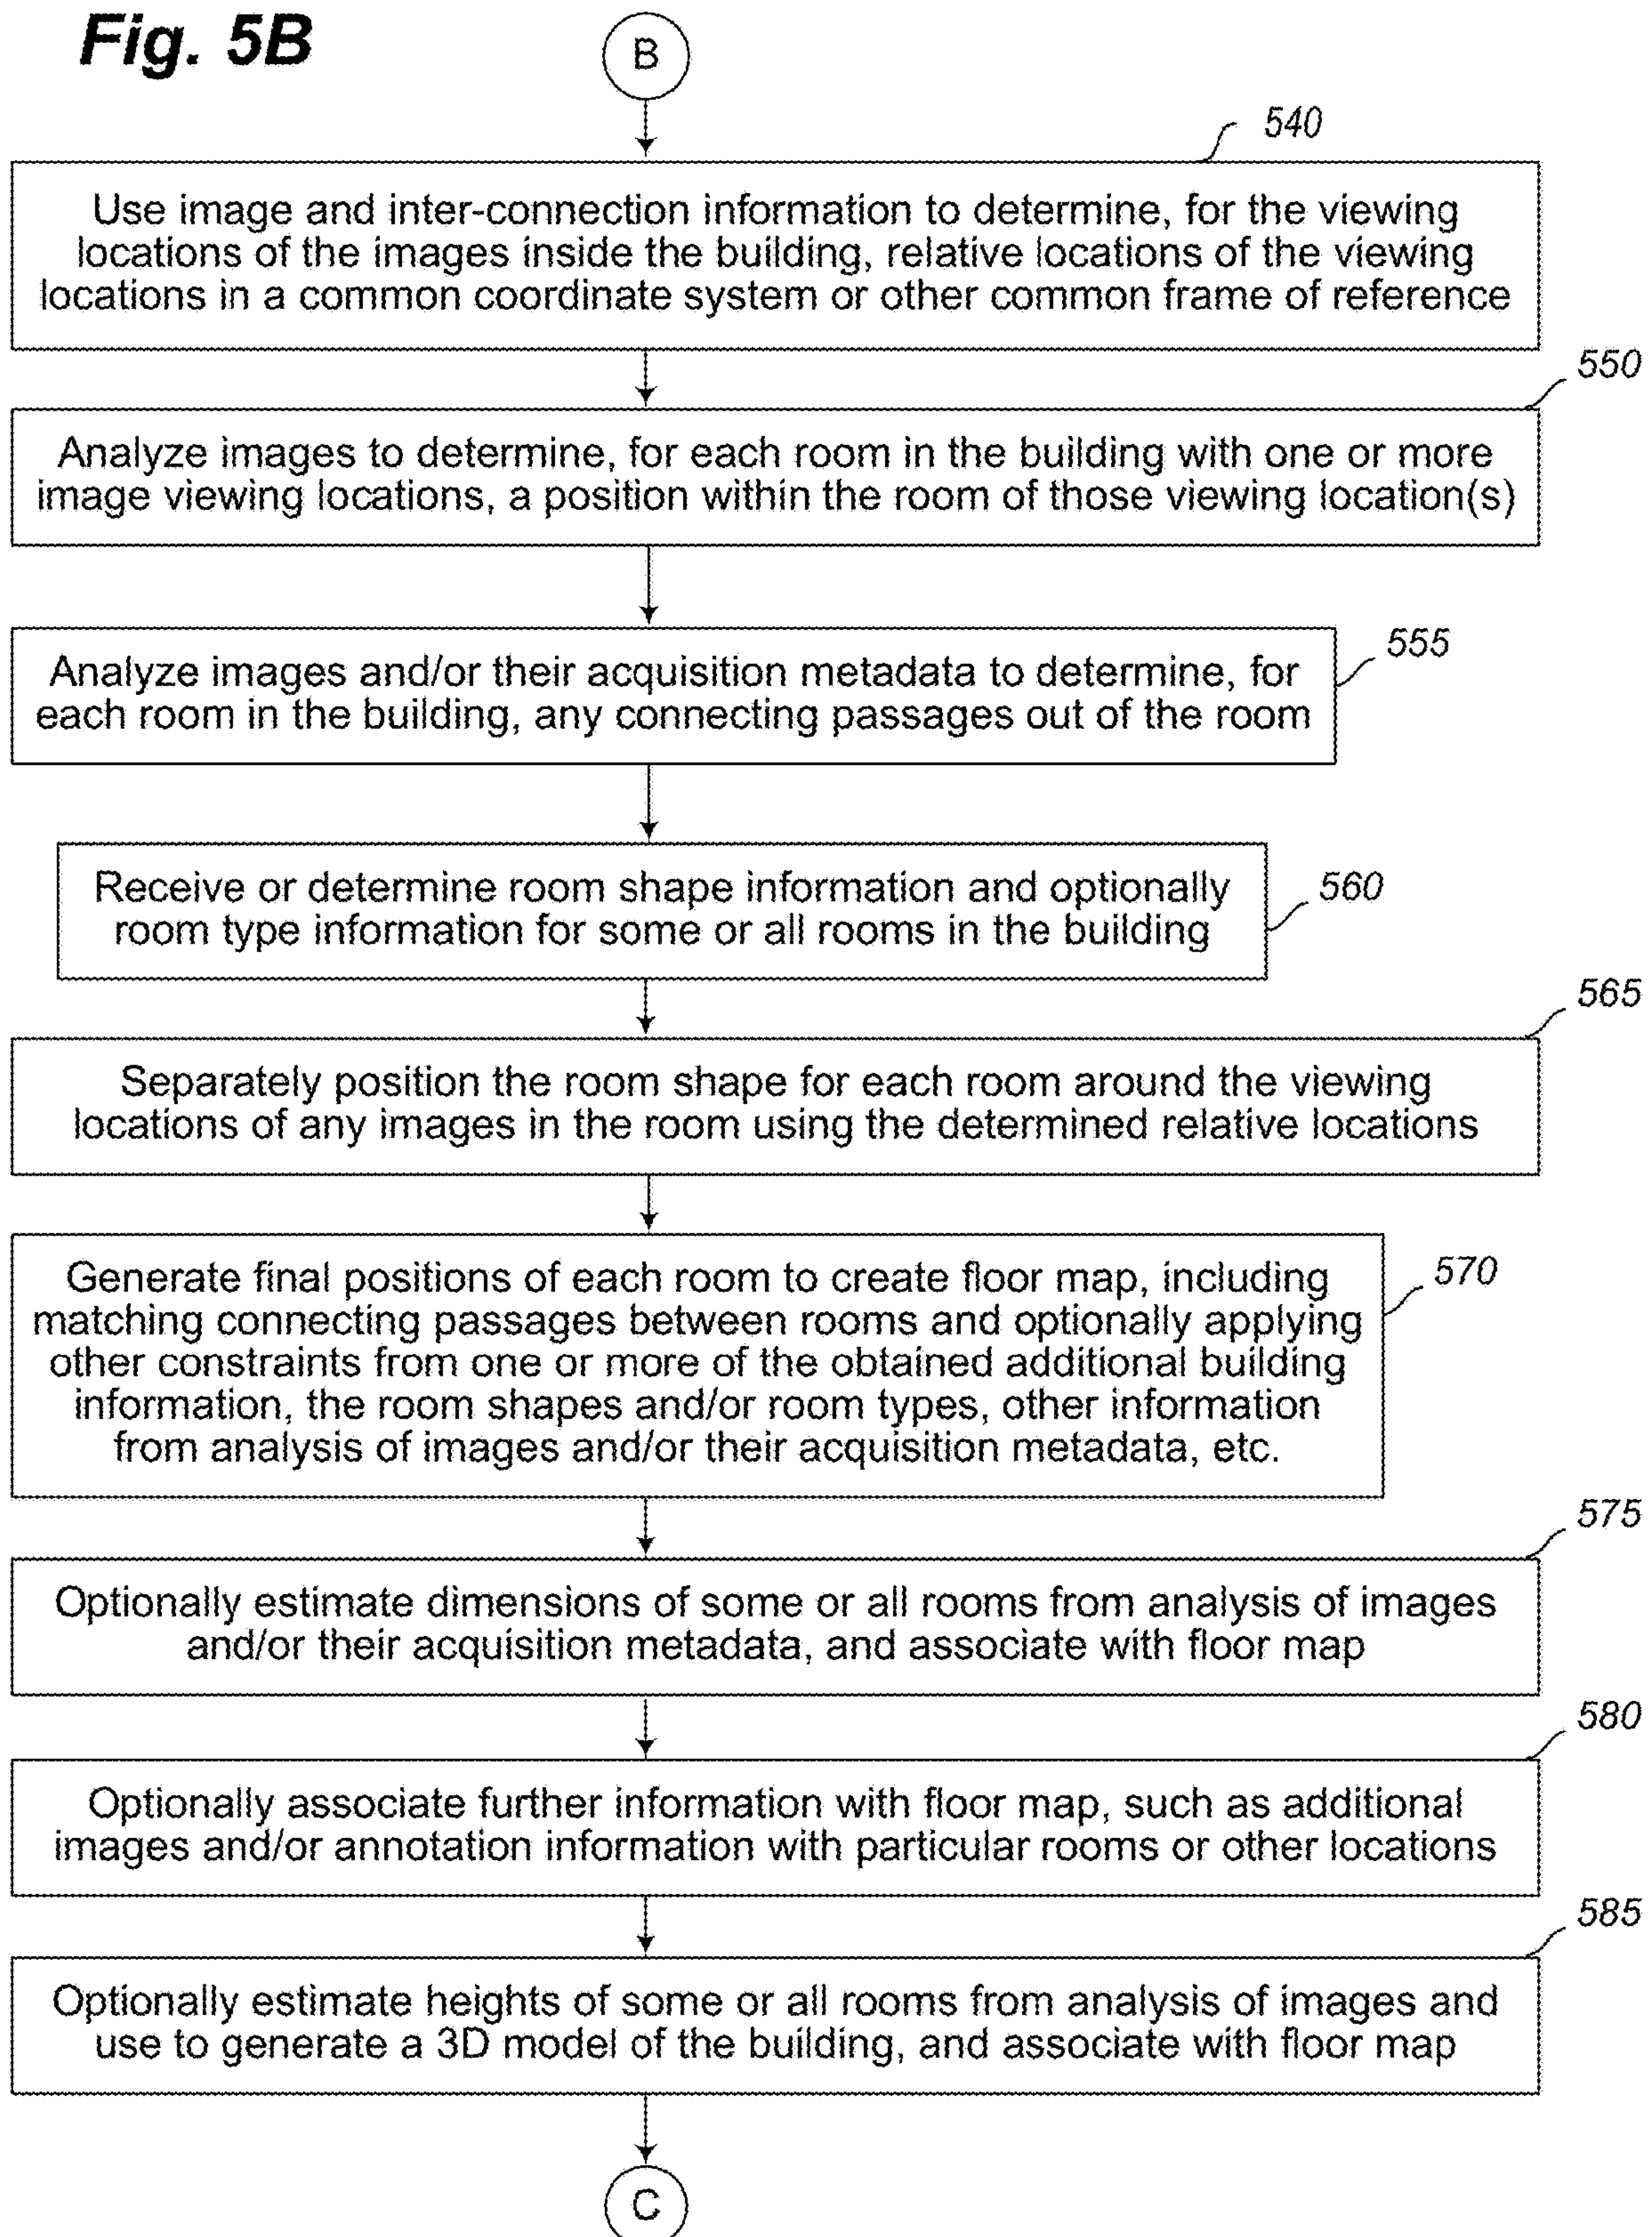 Fig. 5B
B
540
Use image and inter-connection information to determine, for the viewing
locations of the images inside the building, relative locations of the viewing
locations in a common coordinate system or other common frame of reference
550
Analyze images to determine, for each room in the building with one or more
image viewing locations, a position within the room of those viewing location(s)
555
Analyze images and/or their acquisition metadata to determine, for
each room in the building, any connecting passages out of the room
560
Receive or determine room shape information and optionally
room type information for some or all rooms in the building
565
Separately position the room shape for each room around the viewing
locations of any images in the room using the determined relative locations
570
Generate final positions of each room to create floor map, including
matching connecting passages between rooms and optionally applying
other constraints from one or more of the obtained additional building
information, the room shapes and/or room types, other information
from analysis of images and/or their acquisition metadata, etc.
575
Optionally estimate dimensions of some or all rooms from analysis of images
and/or their acquisition metadata, and associate with floor map
580
Optionally associate further information with floor map, such as additional
images and/or annotation information with particular rooms or other locations
585
Optionally estimate heights of some or all rooms from analysis of images and
use to generate a 3D model of the building, and associate with floor map
C